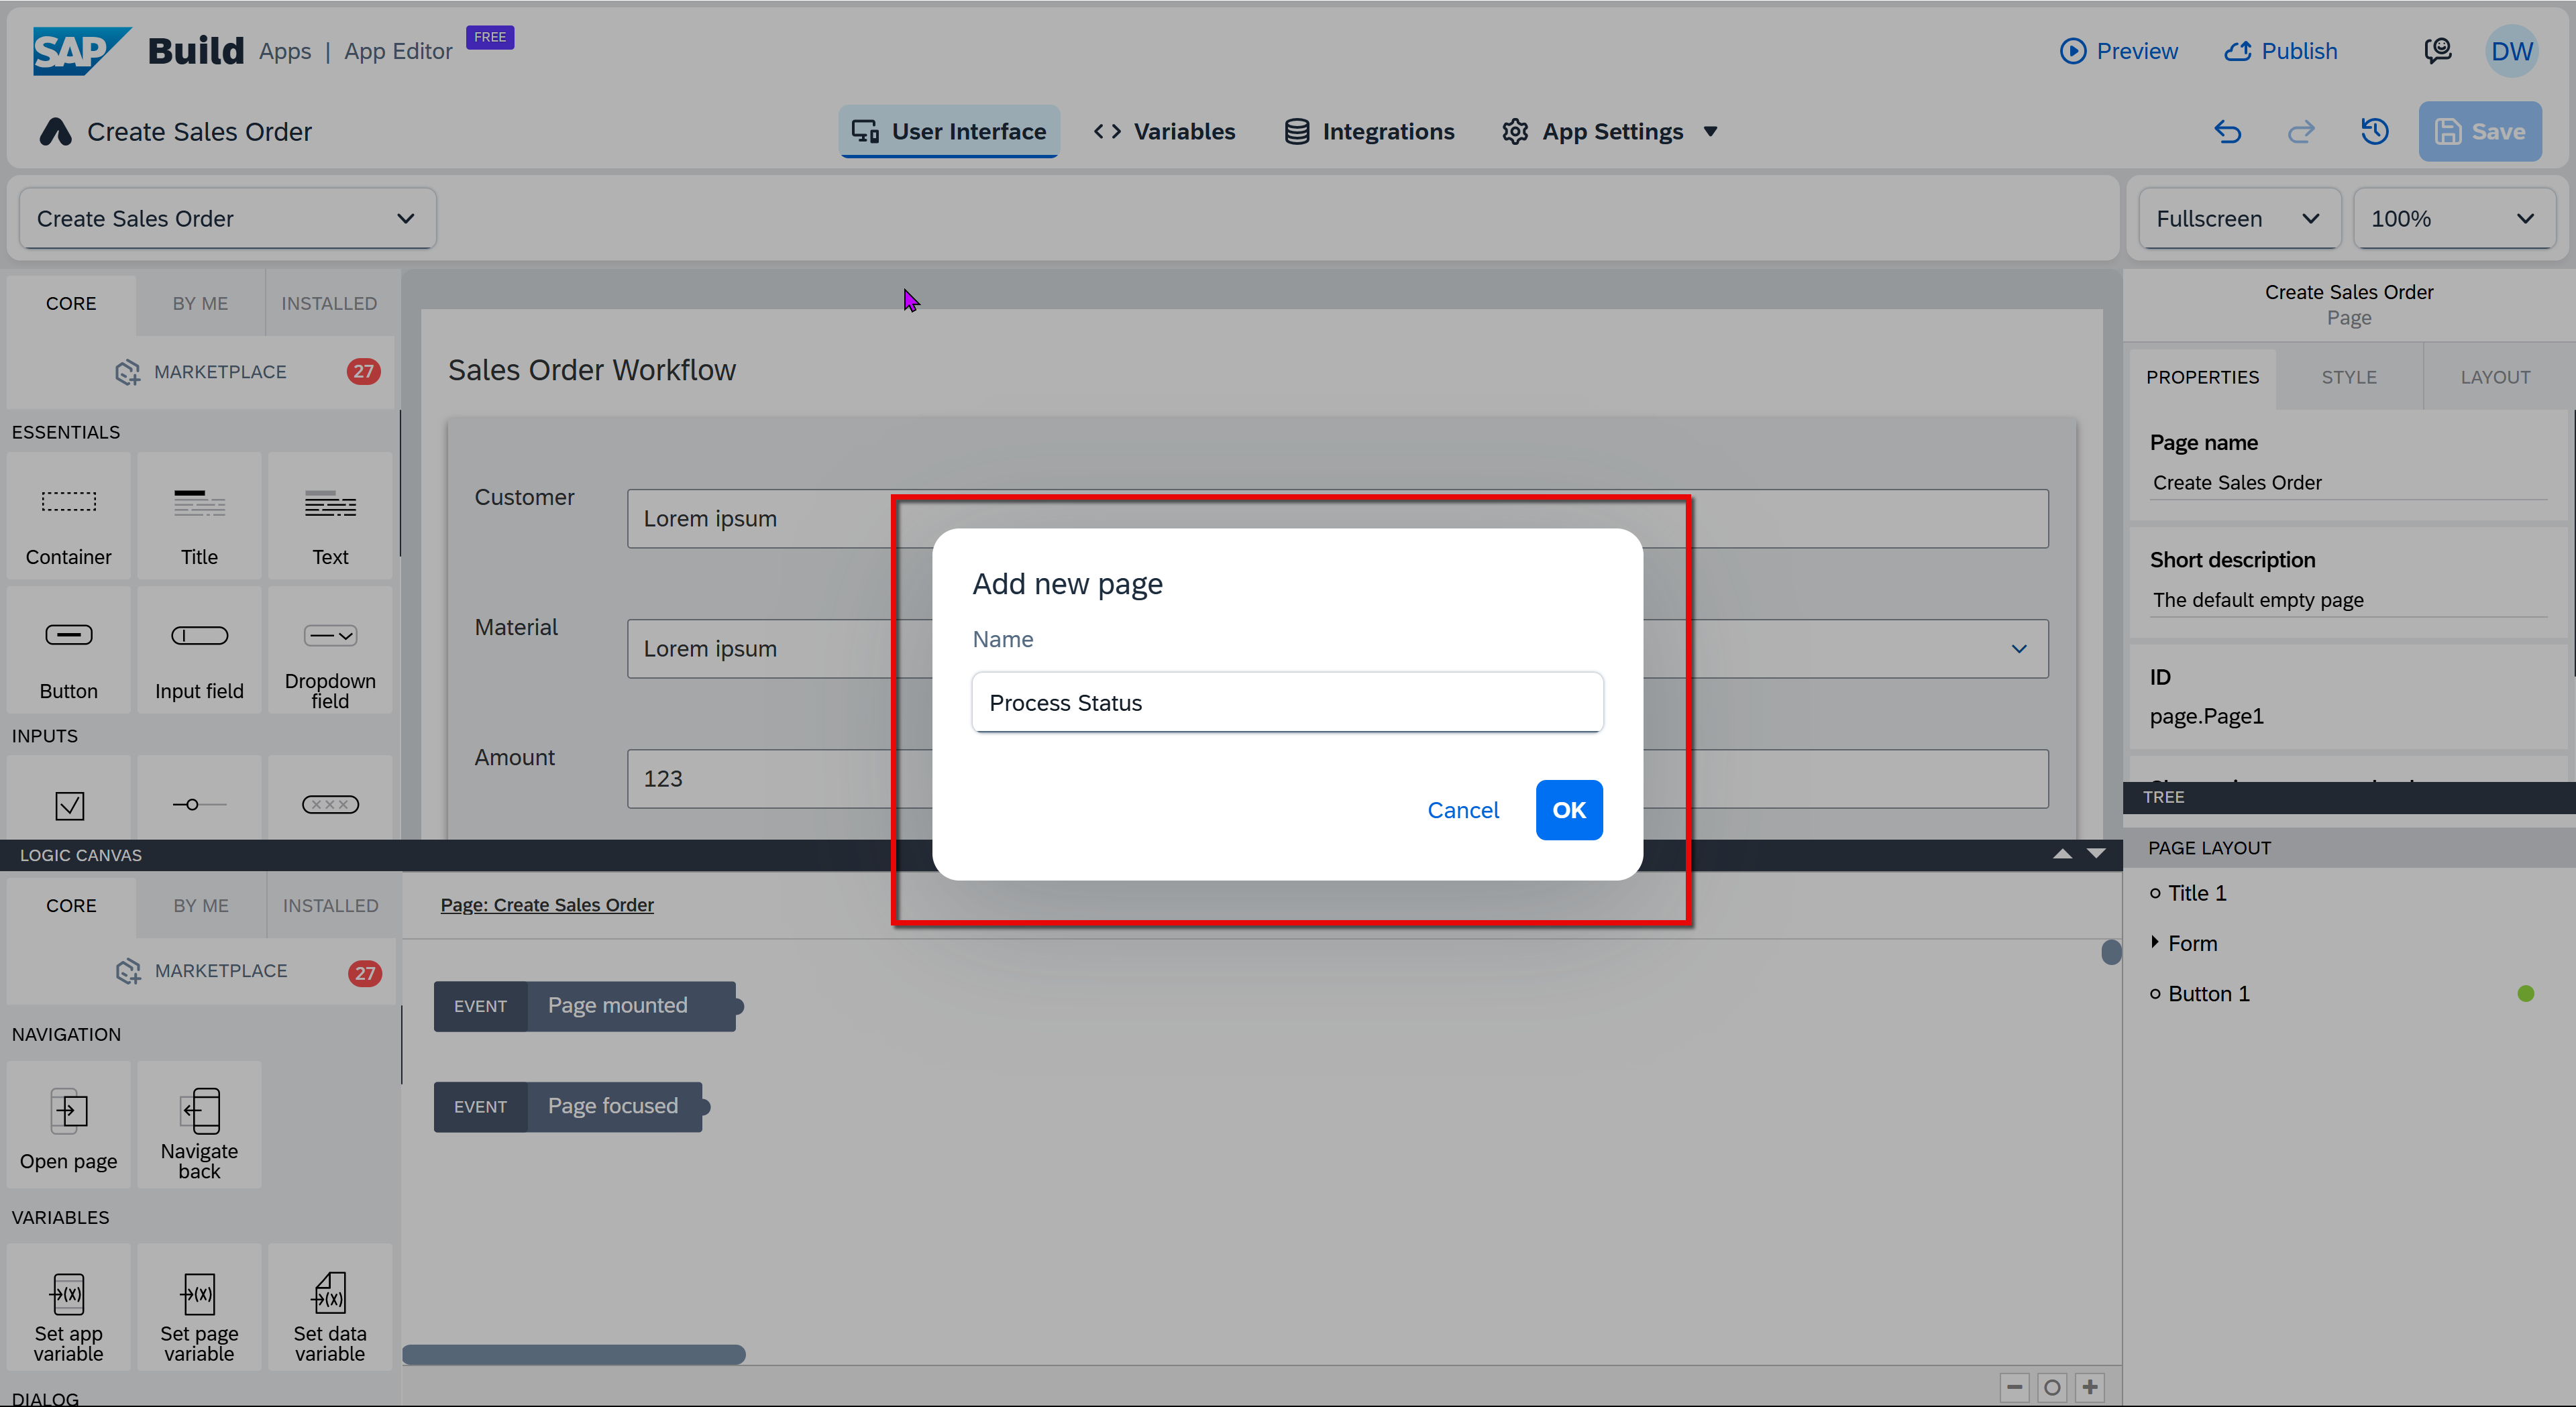 SAP Build Apps | App Editor FREE
Preview
Publish
DW
Create Sales Order
User Interface
Variables
Integrations
App Settings
Save
Create Sales Order
Fullscreen
100%
CORE
BY ME
INSTALLED
MARKETPLACE
27
ESSENTIALS
Container
Title
Text
Button
Input field
Dropdown
field
INPUTS
Sales Order Workflow
Customer
Lorem ipsum
Material
Lorem ipsum
Amount
123
Add new page
Name
Process Status
Cancel
OK
Create Sales Order
Page
PROPERTIES
STYLE
LAYOUT
Page name
Create Sales Order
Short description
The default empty page
ID
page.Page1
TREE
PAGE LAYOUT
Title 1
Form
Button 1
LOGIC CANVAS
CORE
BY ME
INSTALLED
MARKETPLACE
27
NAVIGATION
Open page
Navigate
back
VARIABLES
Set app
variable
Set page
variable
Set data
variable
DIALOG
Page: Create Sales Order
EVENT Page mounted
EVENT Page focused